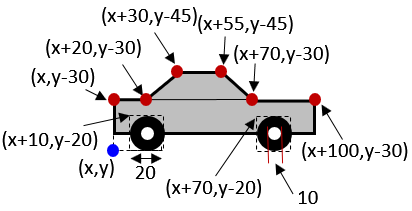 (x+30,y-45)
(x+55,y-45)
(x+20,y-30)
(x+70,y-30)
(x,y-30)
(x+10,y-20)
(x,y)
20
(x+70,y-20)
(x+100,y-30)
10